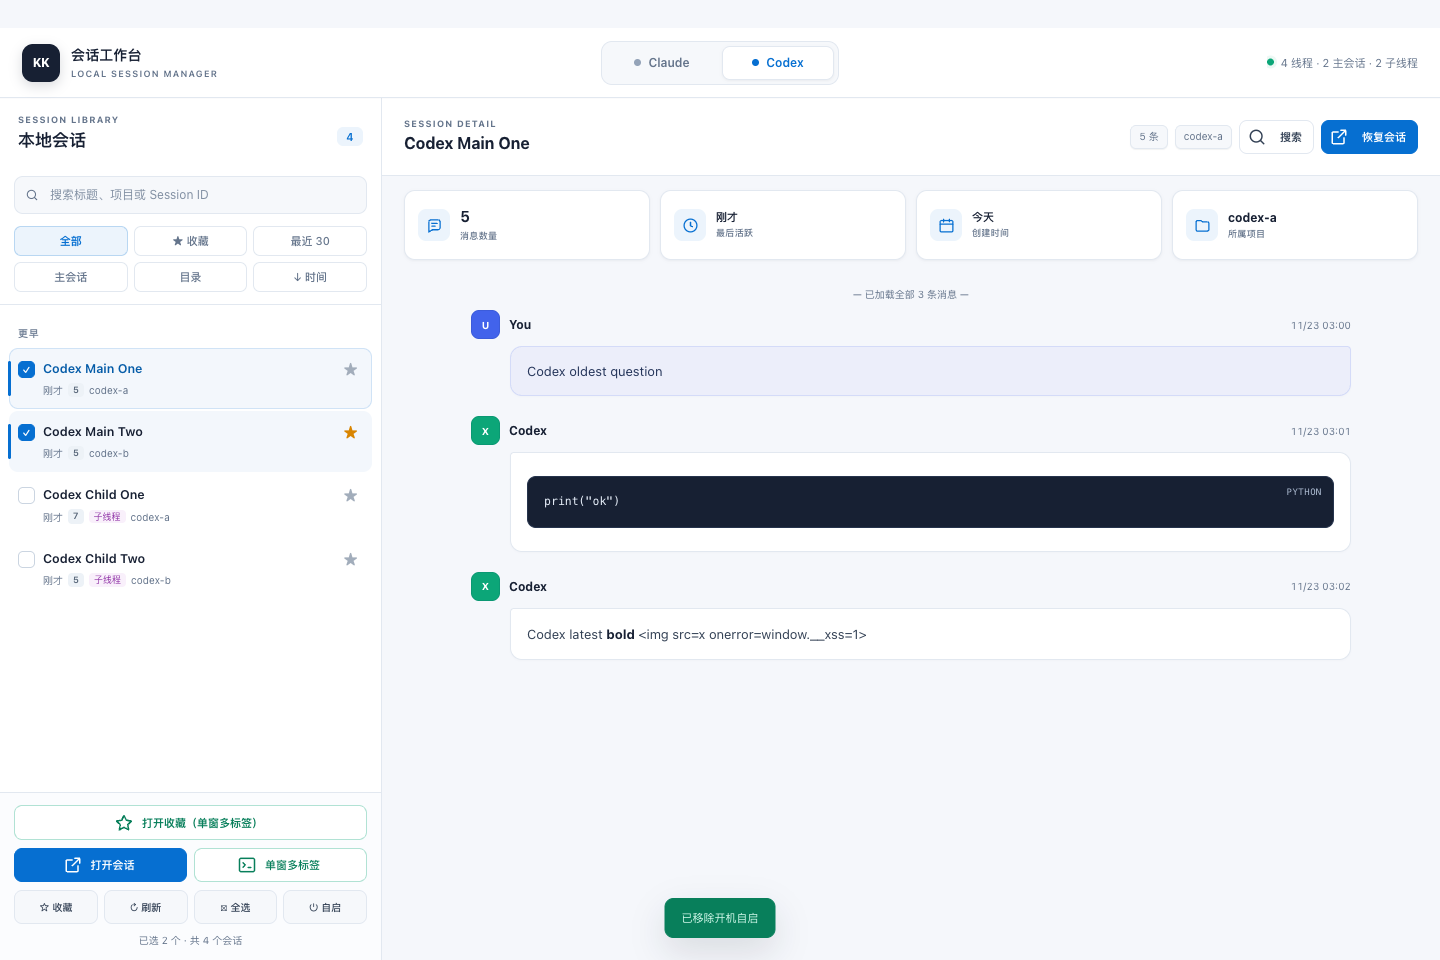 KK
会话工作台
LOCAL SESSION MANAGER
Claude
Codex
4 线程 · 2 主会话 · 2 子线程
SESSION LIBRARY
本地会话
4
搜索标题、项目或 Session ID
全部
★ 收藏
最近 30
主会话
目录
↓ 时间
更早
Codex Main One
刚才 5 codex-a
Codex Main Two
刚才 5 codex-b
Codex Child One
刚才 7 子线程 codex-a
Codex Child Two
刚才 5 子线程 codex-b
打开收藏（单窗多标签）
打开会话
单窗多标签
☆ 收藏
↻ 刷新
⊠ 全选
⏻ 自启
已选 2 个 · 共 4 个会话
SESSION DETAIL
Codex Main One
5 条
codex-a
搜索
恢复会话
5
消息数量
刚才
最后活跃
今天
创建时间
codex-a
所属项目
— 已加载全部 3 条消息 —
U You 11/23 03:00
Codex oldest question
X Codex 11/23 03:01
PYTHON
print("ok")
X Codex 11/23 03:02
Codex latest bold <img src=x onerror=window.__xss=1>
已移除开机自启